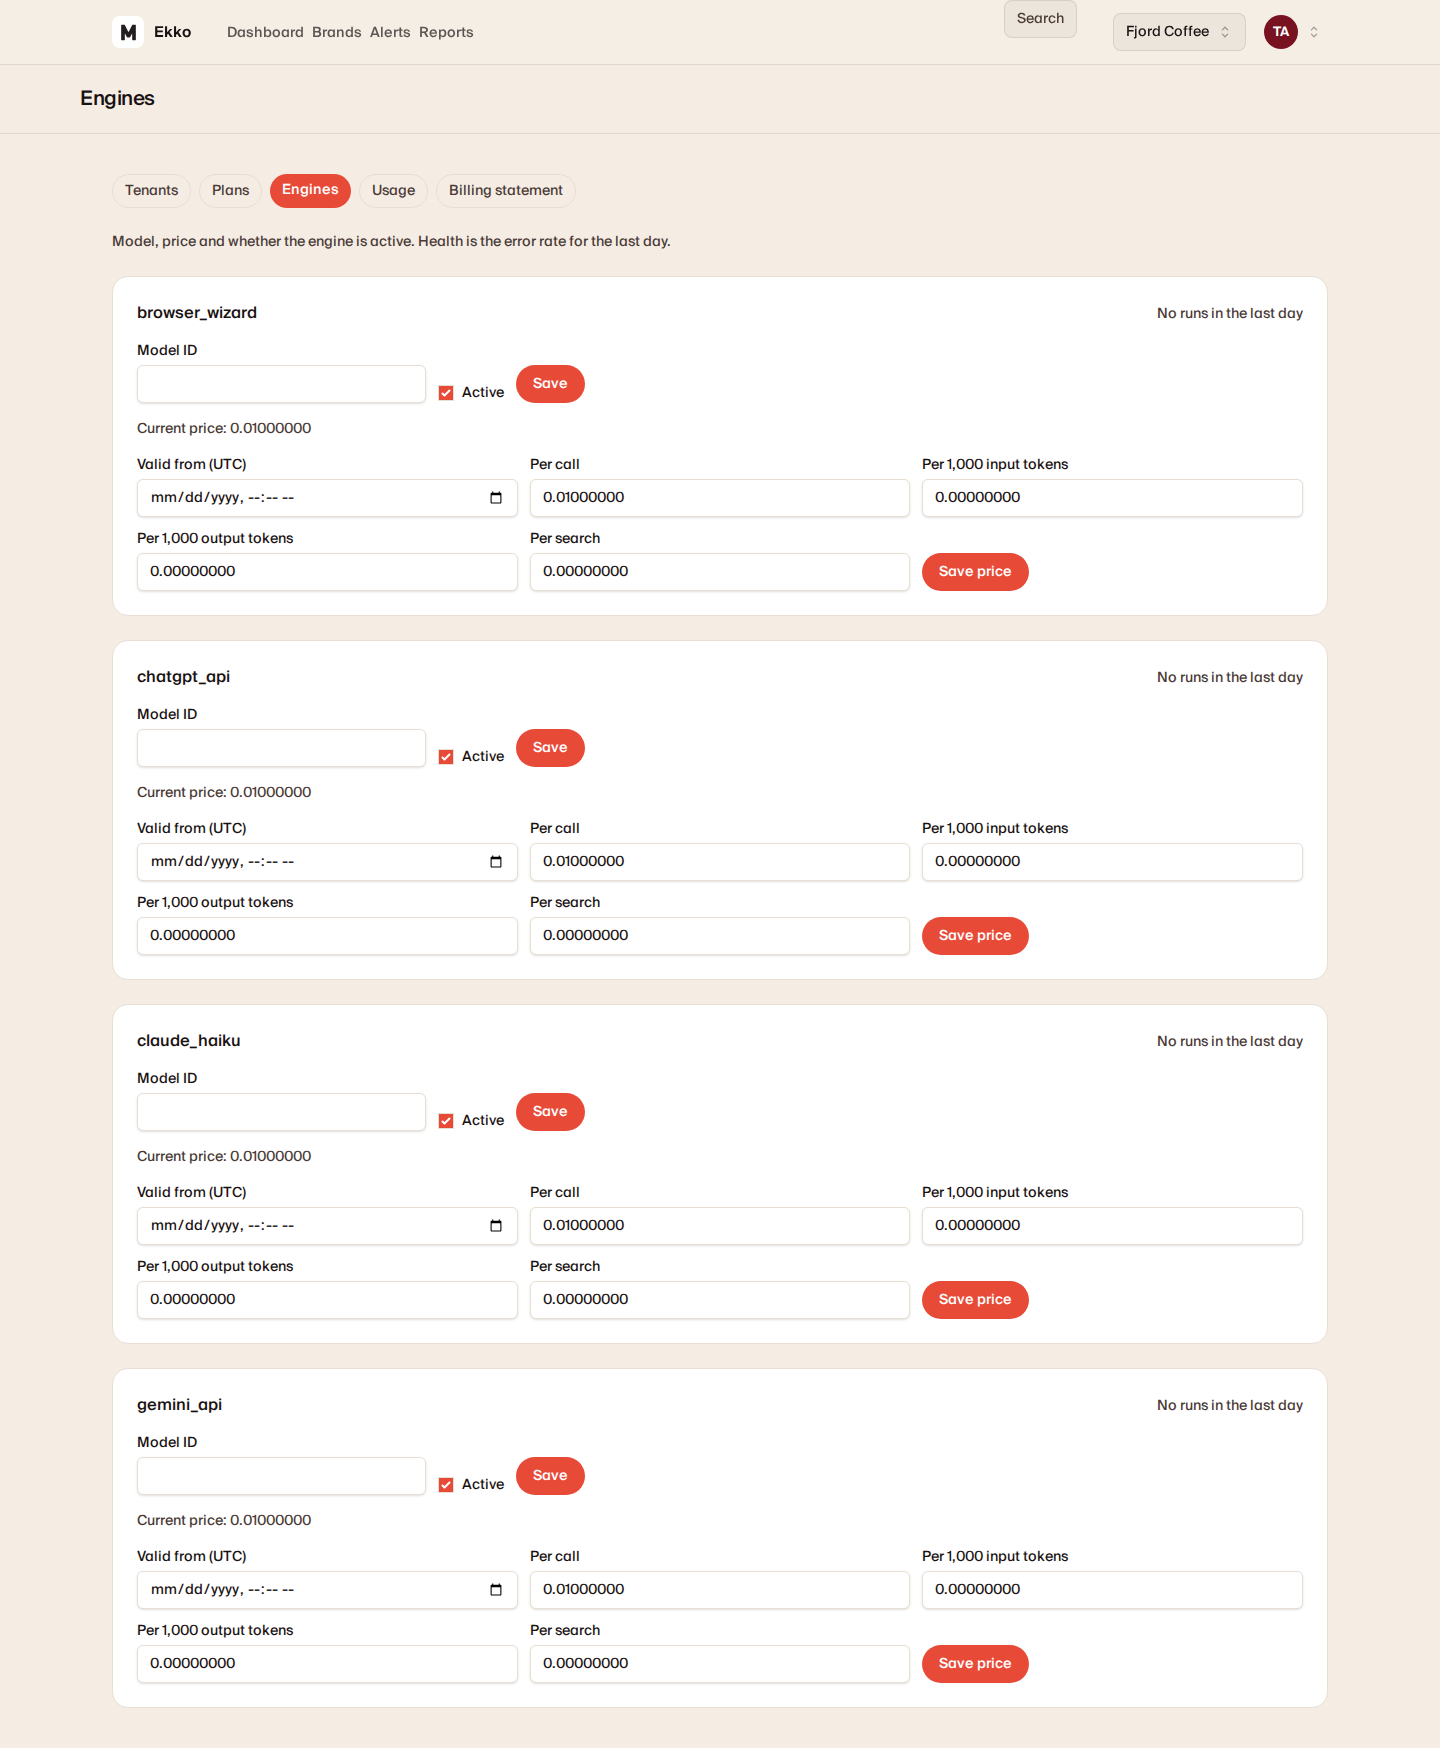 M Ekko Dashboard Brands Alerts Reports Search Fjord Coffee TA
Engines
Tenants Plans Engines Usage Billing statement
Model, price and whether the engine is active. Health is the error rate for the last day.
browser_wizard No runs in the last day
Model ID
Active Save
Current price: 0.01000000
Valid from (UTC) Per call Per 1,000 input tokens
mm/dd/yyyy, --:-- -- 0.01000000 0.00000000
Per 1,000 output tokens Per search
0.00000000 0.00000000 Save price
chatgpt_api No runs in the last day
Model ID
Active Save
Current price: 0.01000000
Valid from (UTC) Per call Per 1,000 input tokens
mm/dd/yyyy, --:-- -- 0.01000000 0.00000000
Per 1,000 output tokens Per search
0.00000000 0.00000000 Save price
claude_haiku No runs in the last day
Model ID
Active Save
Current price: 0.01000000
Valid from (UTC) Per call Per 1,000 input tokens
mm/dd/yyyy, --:-- -- 0.01000000 0.00000000
Per 1,000 output tokens Per search
0.00000000 0.00000000 Save price
gemini_api No runs in the last day
Model ID
Active Save
Current price: 0.01000000
Valid from (UTC) Per call Per 1,000 input tokens
mm/dd/yyyy, --:-- -- 0.01000000 0.00000000
Per 1,000 output tokens Per search
0.00000000 0.00000000 Save price